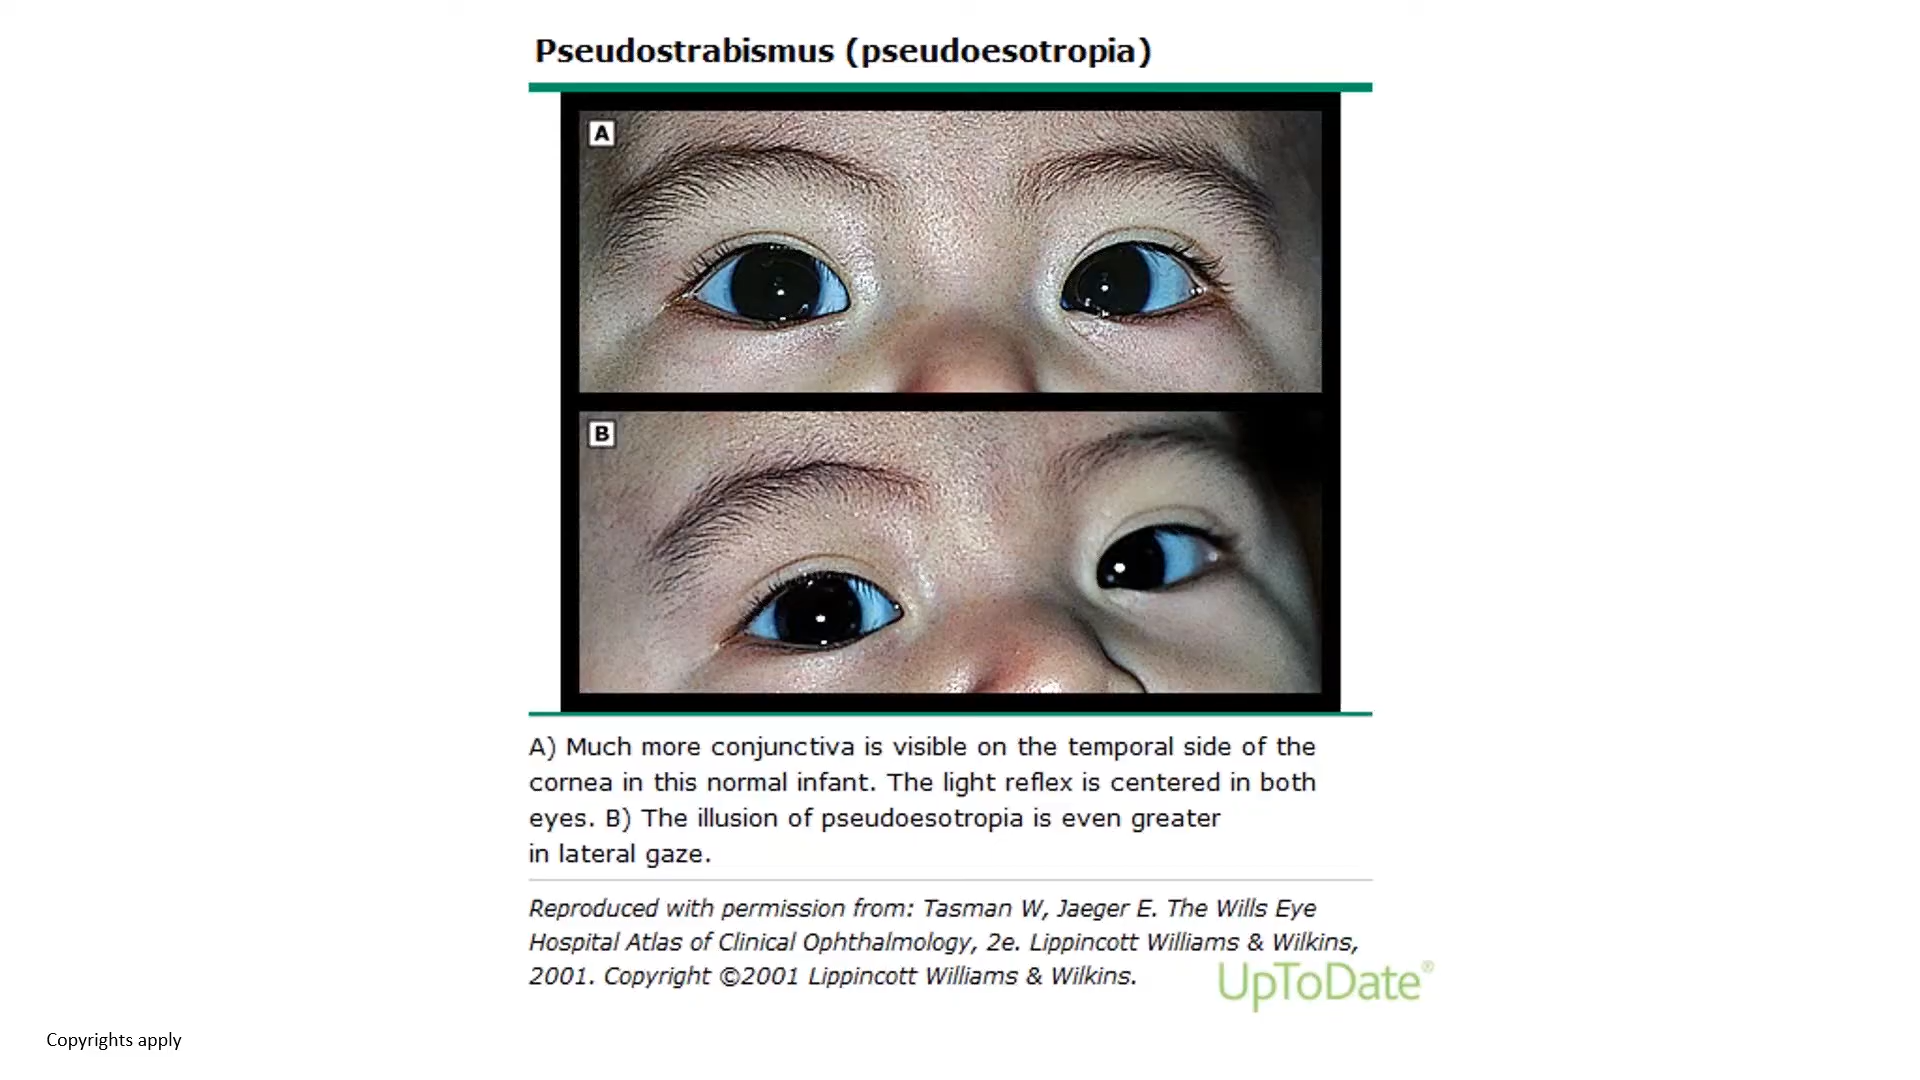 Pseudostrabismus (pseudoesotropia)
A
B
A) Much more conjunctiva is visible on the temporal side of the
cornea in this normal infant. The light reflex is centered in both
eyes. B) The illusion of pseudoesotropia is even greater
in lateral gaze.
Reproduced with permission from: Tasman W, Jaeger E. The Wills Eye
Hospital Atlas of Clinical Ophthalmology, 2e. Lippincott Williams & Wilkins,
2001. Copyright ©2001 Lippincott Williams & Wilkins.
UpToDate®
Copyrights apply